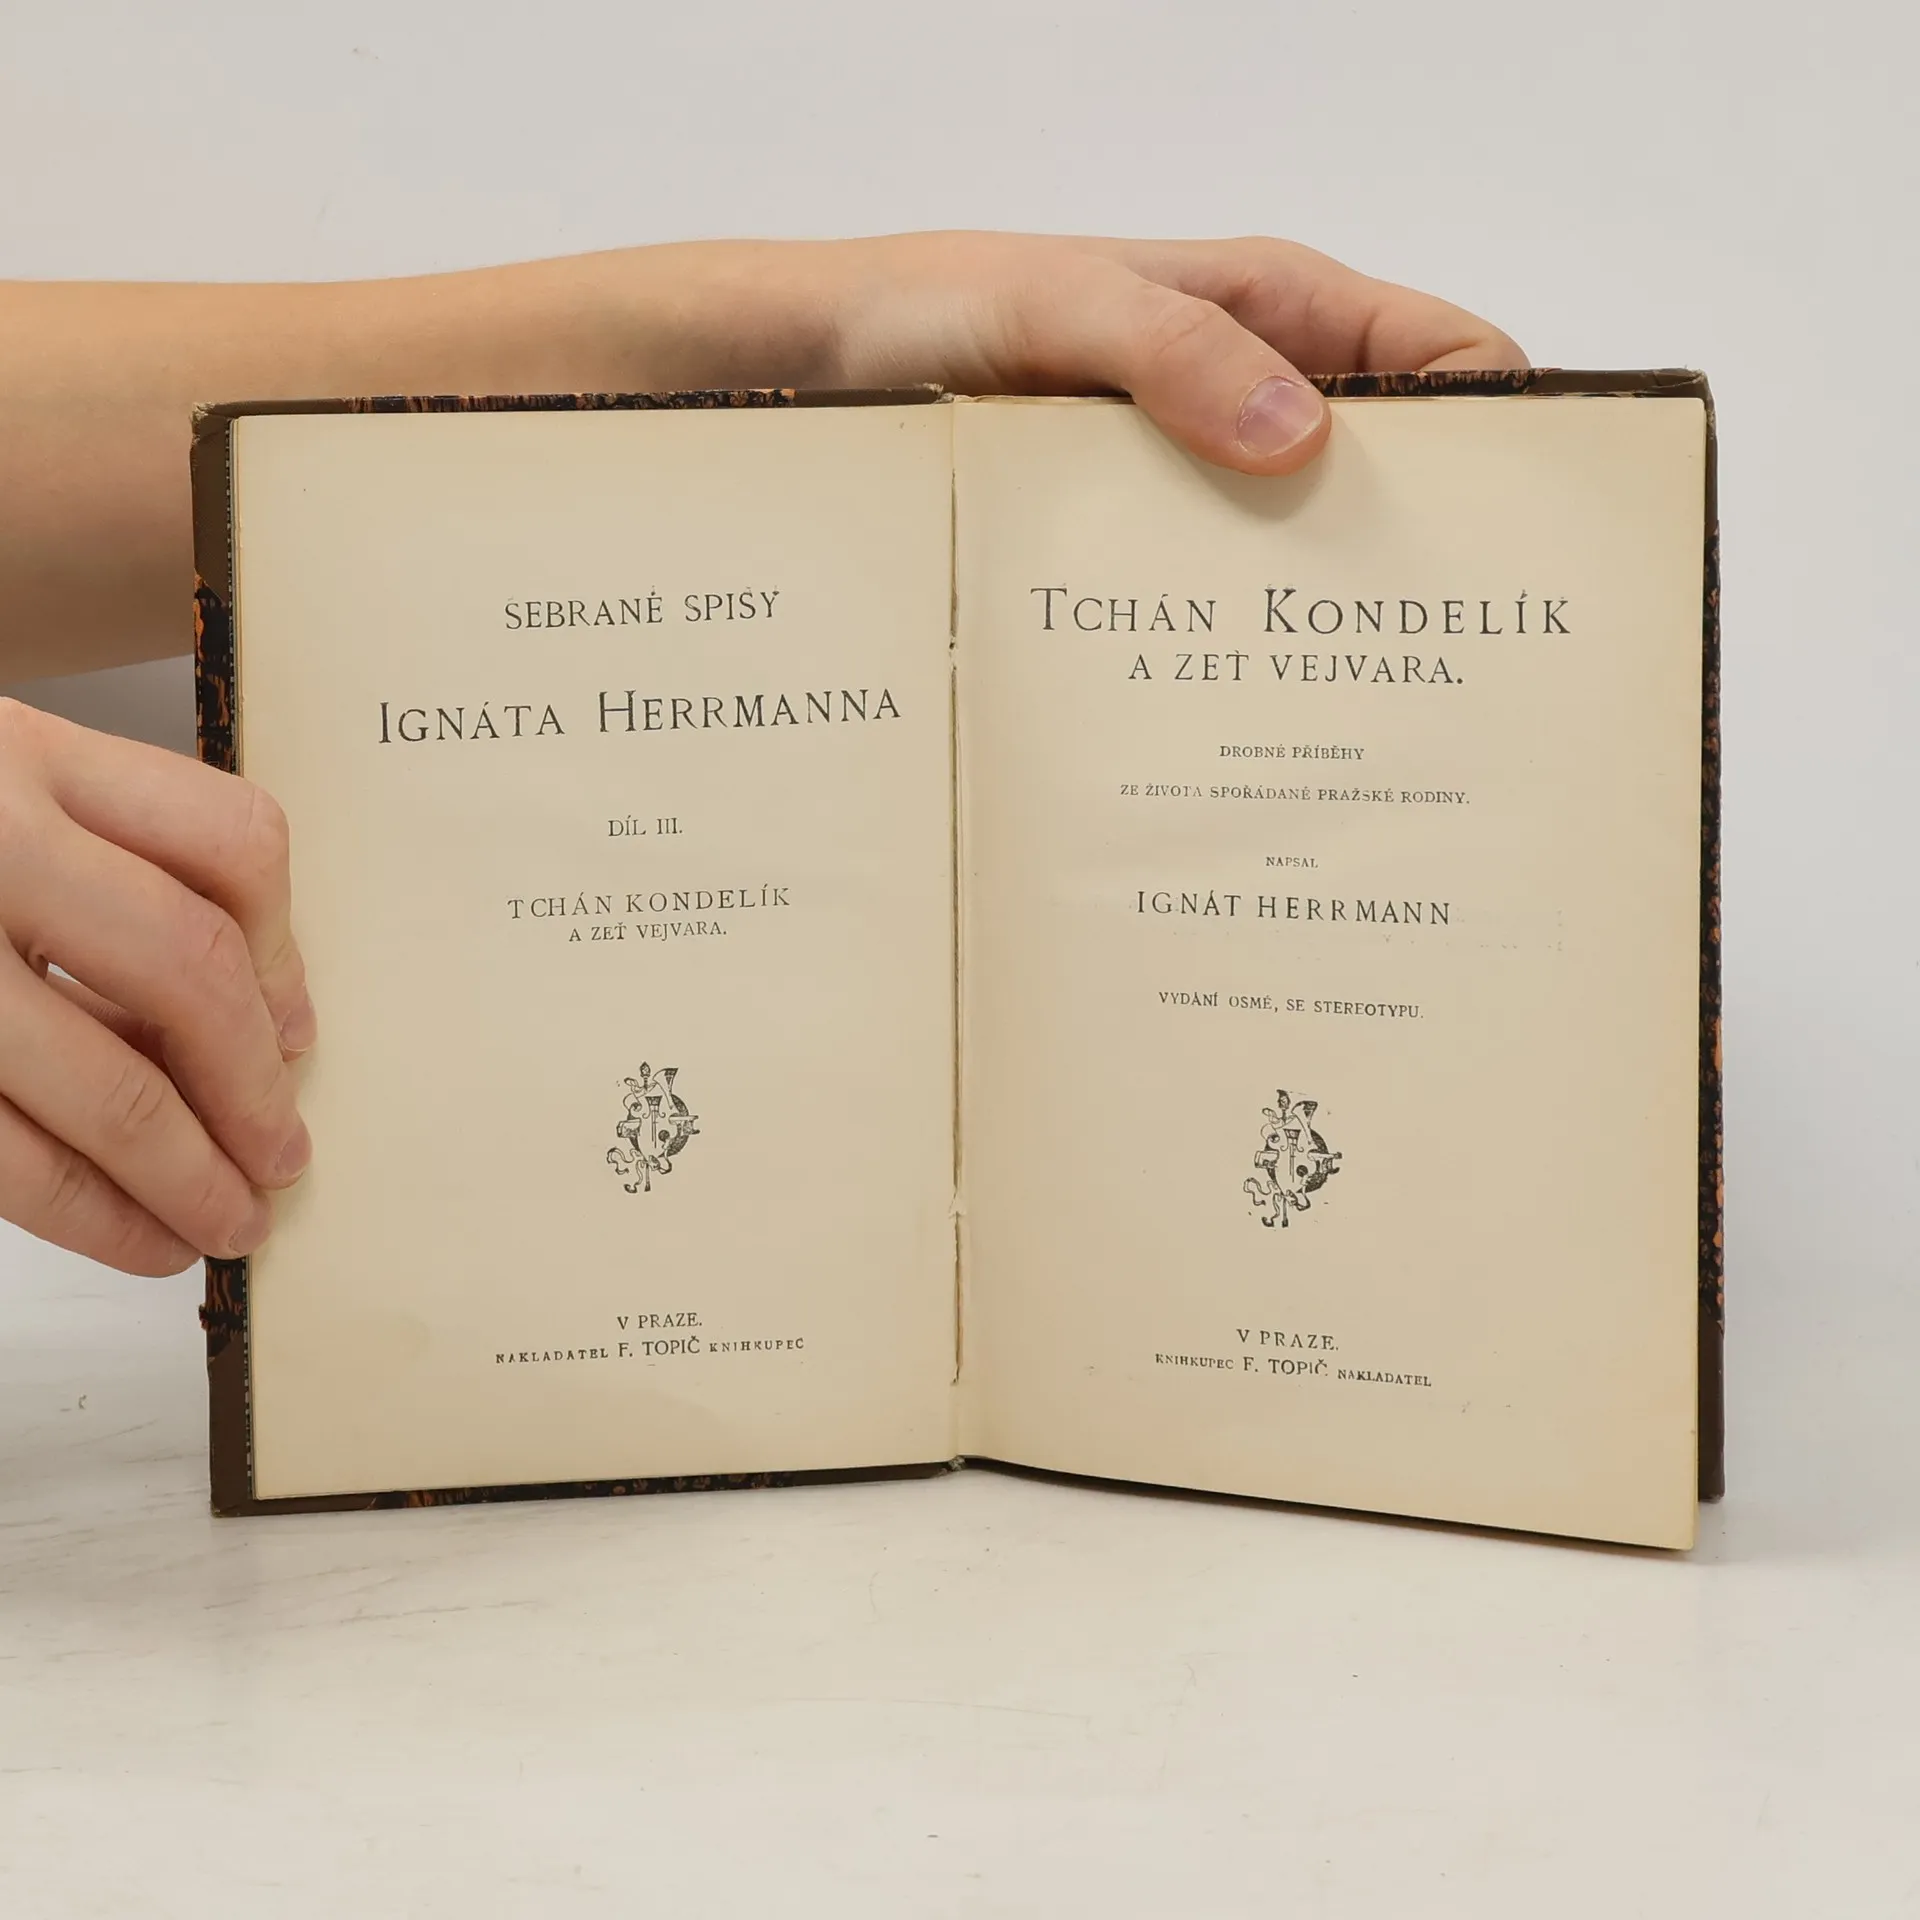 SEBRANÉ SPISY
IGNÁTA HERRMANNA
DÍL III.
TCHÁN KONDELÍK
A ZEŤ VEJVARA.
V PRAZE.
NAKLADATEL F. TOPIČ KNIHKUPEC
TCHÁN KONDELÍK
A ZEŤ VEJVARA.
DROBNÉ PŘÍBĚHY
ZE ŽIVOTA SPOŘÁDANÉ PRAŽSKÉ RODINY.
NAPSAL
IGNÁT HERRMANN
VYDÁNÍ OSMÉ, SE STEREOTYPU.
V PRAZE.
KNIHKUPEC F. TOPIČ NAKLADATEL